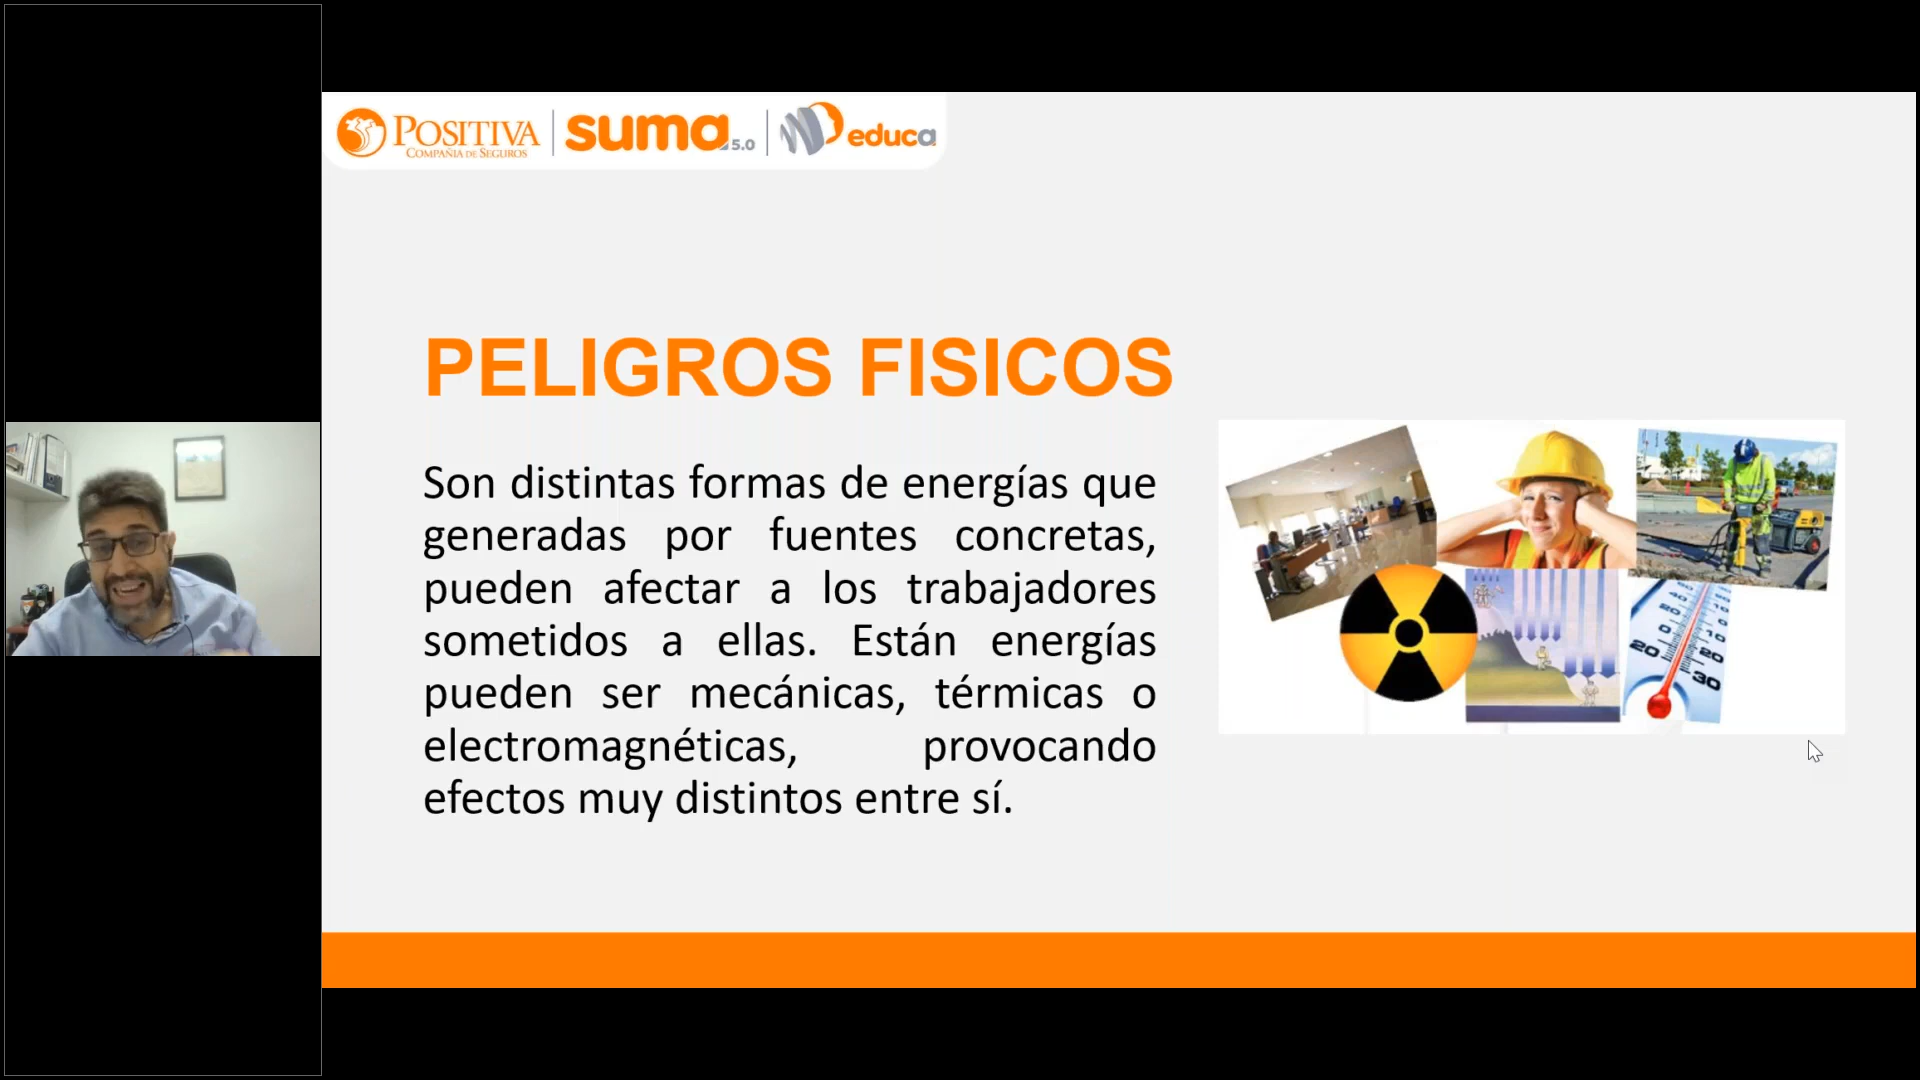 POSITIVA
COMPAÑIA DE SEGUROS
suma 5.0
educa
PELIGROS FISICOS
Son distintas formas de energías que
generadas por fuentes concretas,
pueden afectar a los trabajadores
sometidos a ellas. Están energías
pueden ser mecánicas, térmicas o
electromagnéticas, provocando
efectos muy distintos entre sí.